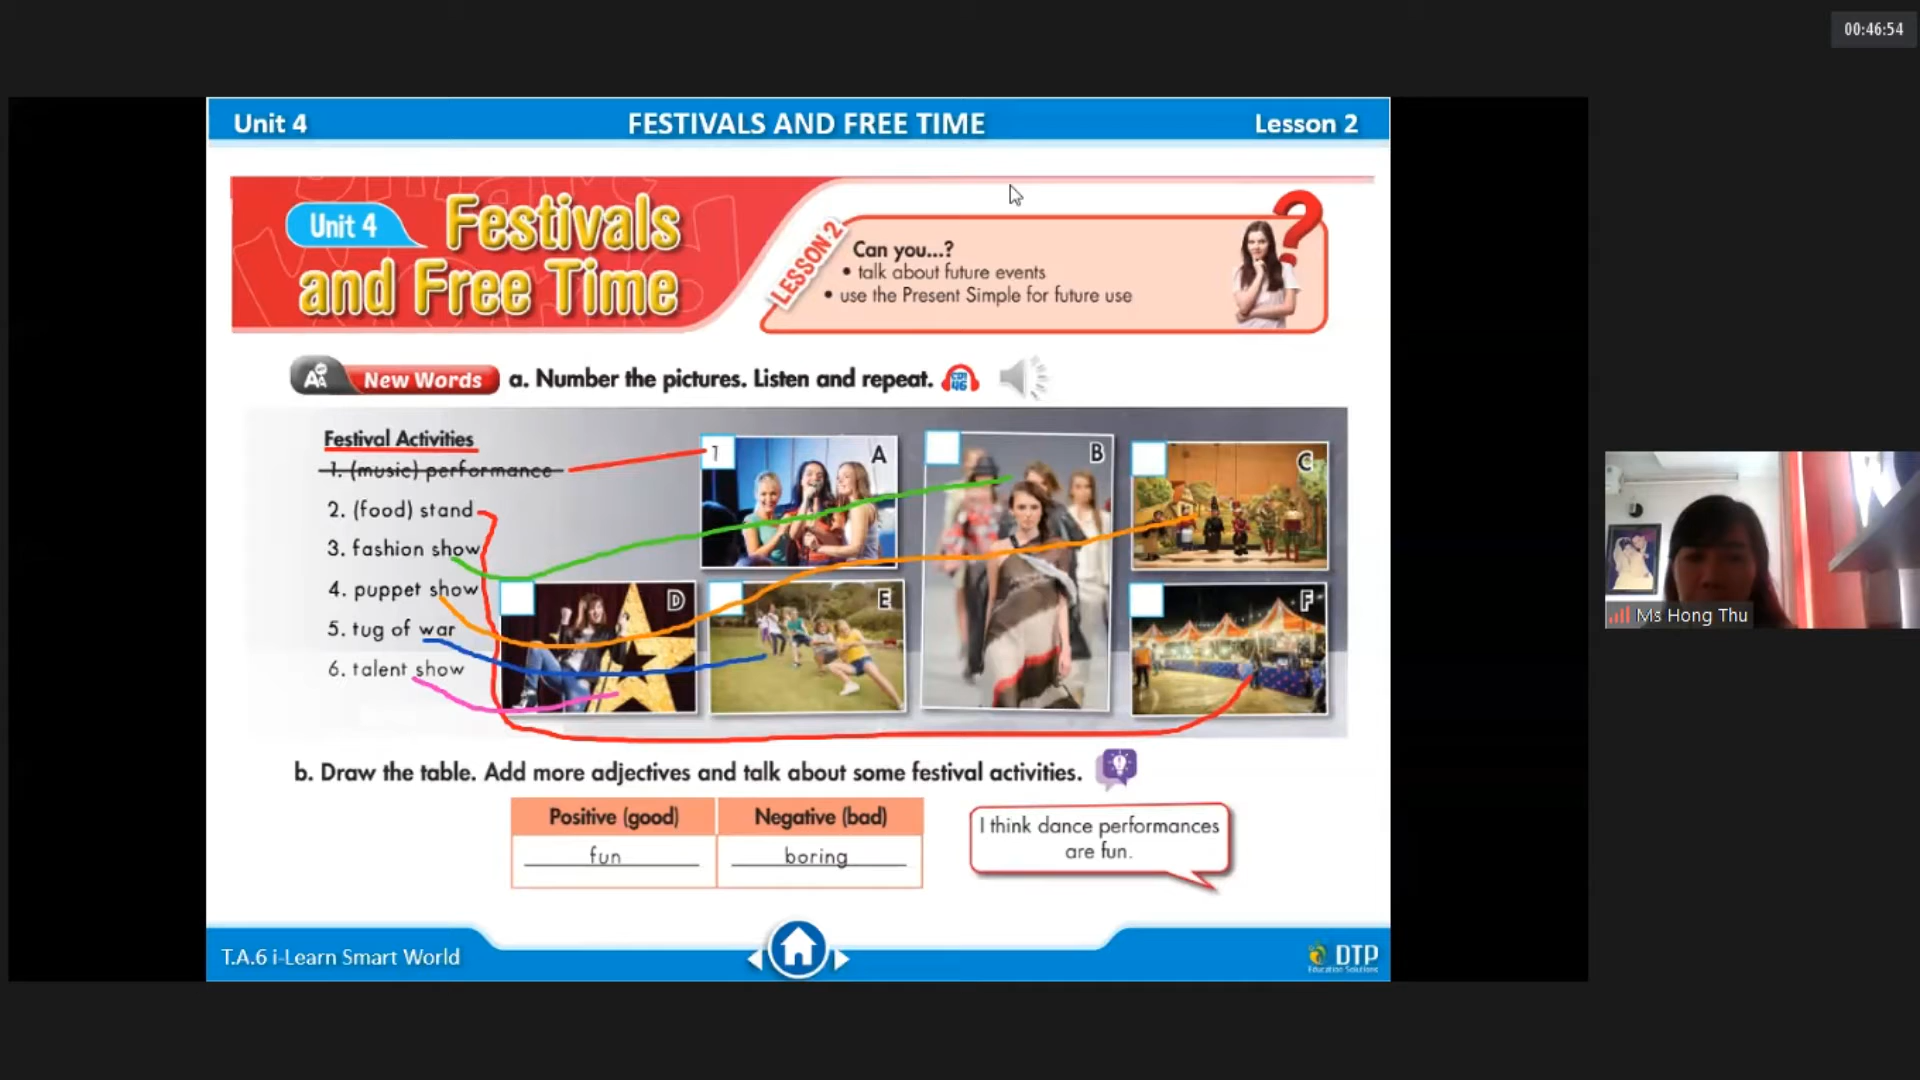 00:46:54
Unit 4
FESTIVALS AND FREE TIME
Lesson 2
Unit 4
Festivals
and Free Time
LESSON 2
Can you...?
• talk about future events
• use the Present Simple for future use
New Words
a. Number the pictures. Listen and repeat.
CD1
46
Festival Activities
1. (music) performance
2. (food) stand
3. fashion show
4. puppet show
5. tug of war
6. talent show
1
A
B
C
D
E
F
b. Draw the table. Add more adjectives and talk about some festival activities.
Positive (good)
Negative (bad)
fun
boring
I think dance performances
are fun.
T.A.6 i-Learn Smart World
DTP
Education Solutions
Ms Hong Thu